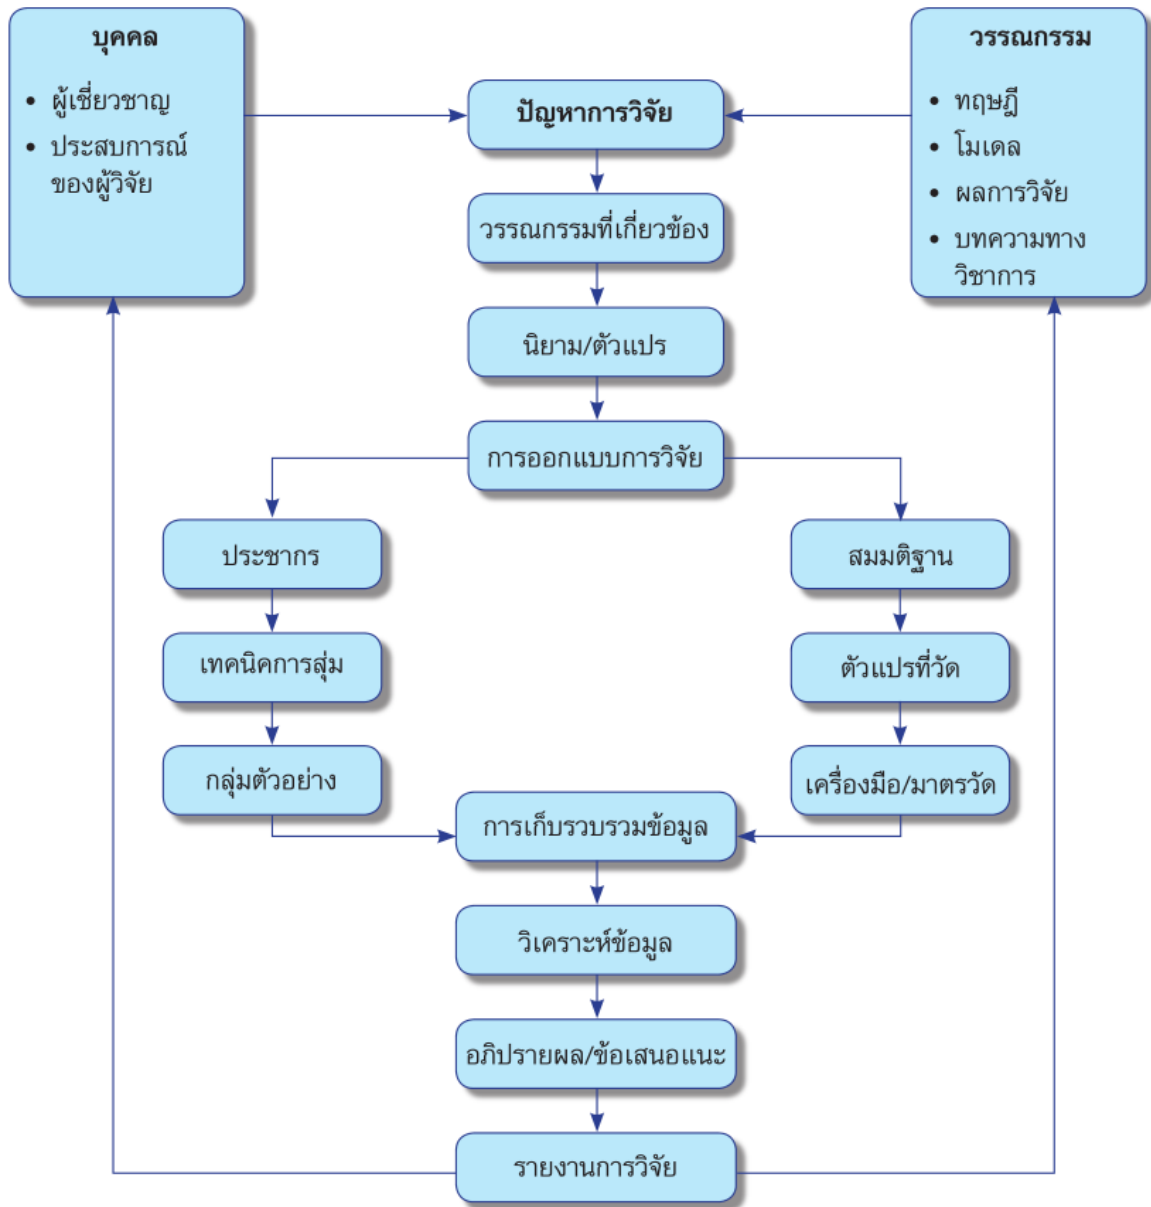 บุคคล
• ผู้เชี่ยวชาญ
• ประสบการณ์
ของผู้วิจัย
วรรณกรรม
• ทฤษฎี
• โมเดล
• ผลการวิจัย
• บทความทาง
วิชาการ
ปัญหาการวิจัย
วรรณกรรมที่เกี่ยวข้อง
นิยาม/ตัวแปร
การออกแบบการวิจัย
ประชากร
เทคนิคการสุ่ม
กลุ่มตัวอย่าง
สมมติฐาน
ตัวแปรที่วัด
เครื่องมือ/มาตรวัด
การเก็บรวบรวมข้อมูล
วิเคราะห์ข้อมูล
อภิปรายผล/ข้อเสนอแนะ
รายงานการวิจัย